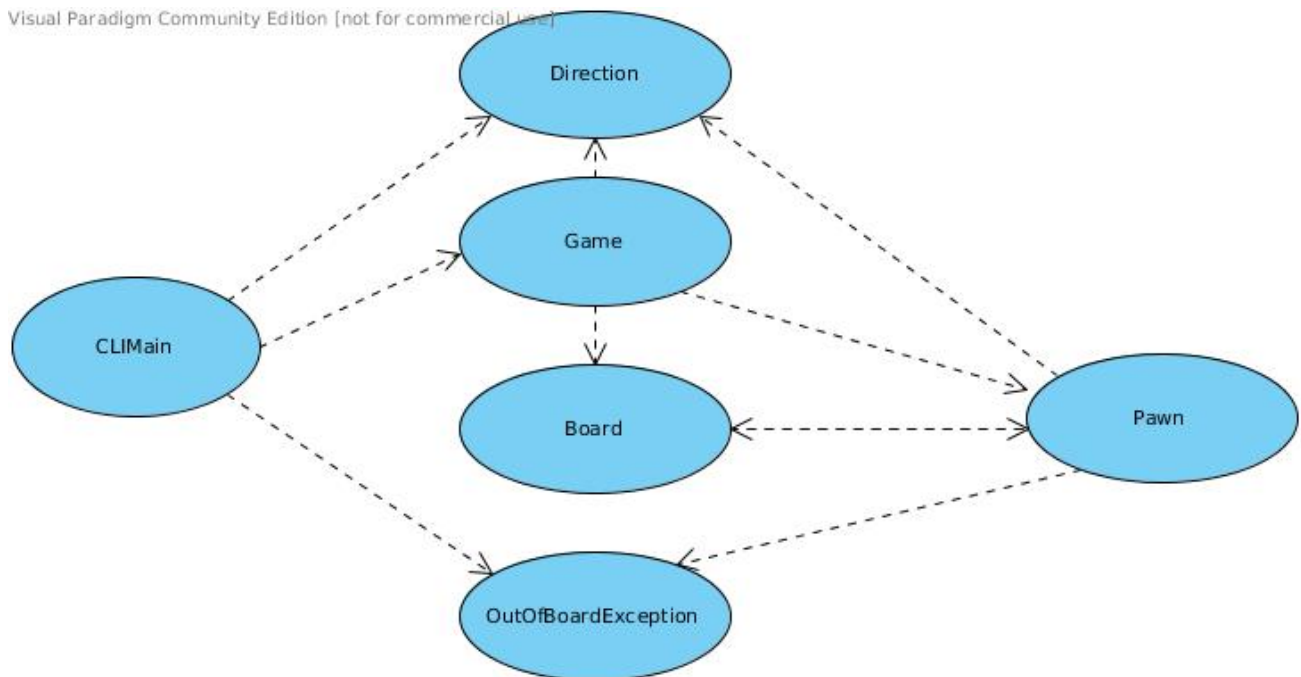 Visual Paradigm Community Edition [not for commercial use]
Direction
Game
CLIMain
Board
Pawn
OutOfBoardException